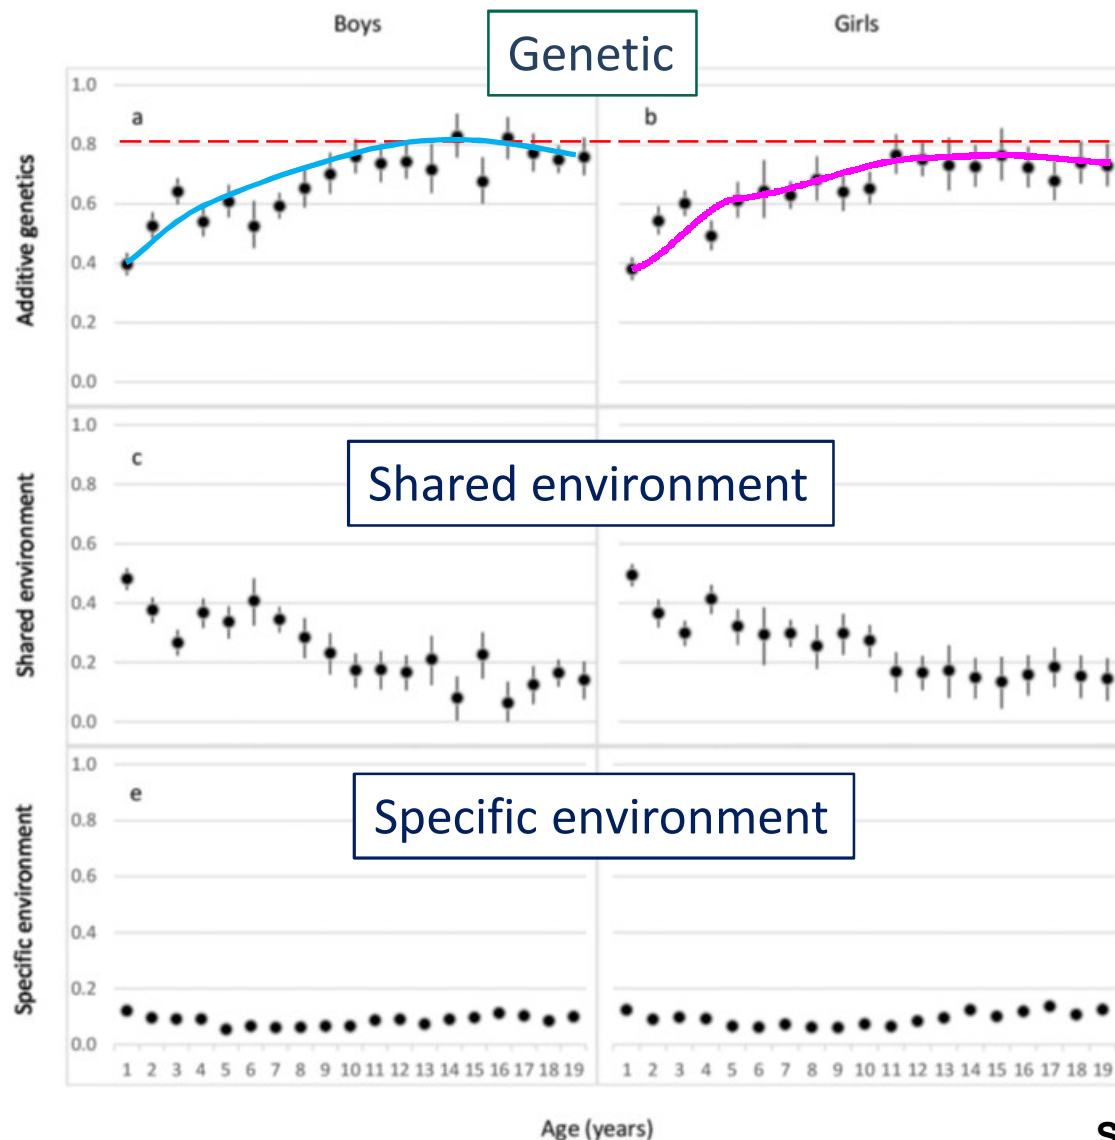 Boys
Girls
Genetic
Additive genetics
1.0
0.8
0.6
0.4
0.2
0.0
a
b
Shared environment
1.0
0.8
0.6
0.4
0.2
0.0
c
Shared environment
Specific environment
1.0
0.8
0.6
0.4
0.2
0.0
e
Specific environment
1 2 3 4 5 6 7 8 9 10 11 12 13 14 15 16 17 18 19
1 2 3 4 5 6 7 8 9 10 11 12 13 14 15 16 17 18 19
Age (years)